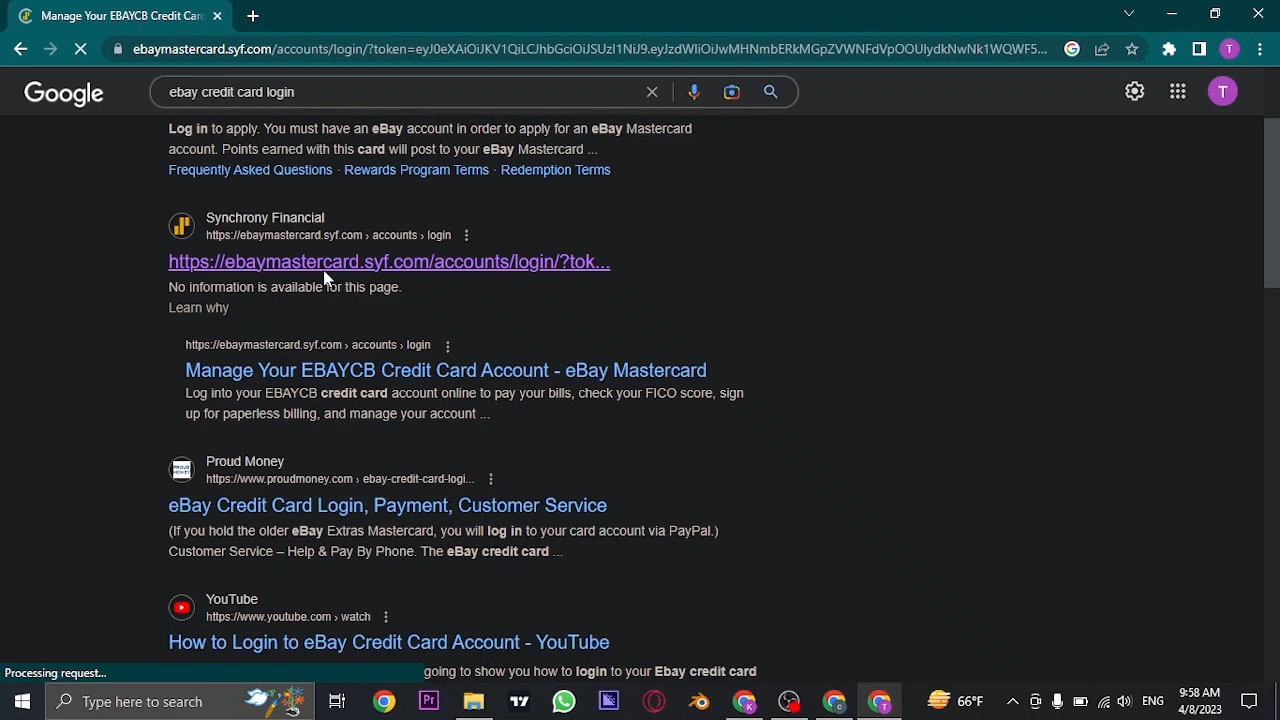 Manage Your EBAYCB Credit Car
ebaymastercard.syf.com/accounts/login/?token=eyJ0eXAiOiJKV1QiLCJhbGciOiJSUzI1NiJ9.eyJzdWIiOiJwMHNmbERkMGpZVWNFdVpOOUlydkNwNk1WQWF5...
T
Google
ebay credit card login
T
Log in to apply. You must have an eBay account in order to apply for an eBay Mastercard
account. Points earned with this card will post to your eBay Mastercard ...
Frequently Asked Questions · Rewards Program Terms · Redemption Terms
Synchrony Financial
https://ebaymastercard.syf.com › accounts › login
https://ebaymastercard.syf.com/accounts/login/?tok...
No information is available for this page.
Learn why
https://ebaymastercard.syf.com › accounts › login
Manage Your EBAYCB Credit Card Account - eBay Mastercard
Log into your EBAYCB credit card account online to pay your bills, check your FICO score, sign
up for paperless billing, and manage your account ...
PROUD MONEY
Proud Money
https://www.proudmoney.com › ebay-credit-card-logi...
eBay Credit Card Login, Payment, Customer Service
(If you hold the older eBay Extras Mastercard, you will log in to your card account via PayPal.)
Customer Service – Help & Pay By Phone. The eBay credit card ...
YouTube
https://www.youtube.com › watch
How to Login to eBay Credit Card Account - YouTube
Processing request...
going to show you how to login to your Ebay credit card
Type here to search
Pr
K
C
T
66°F
ENG
9:58 AM
4/8/2023